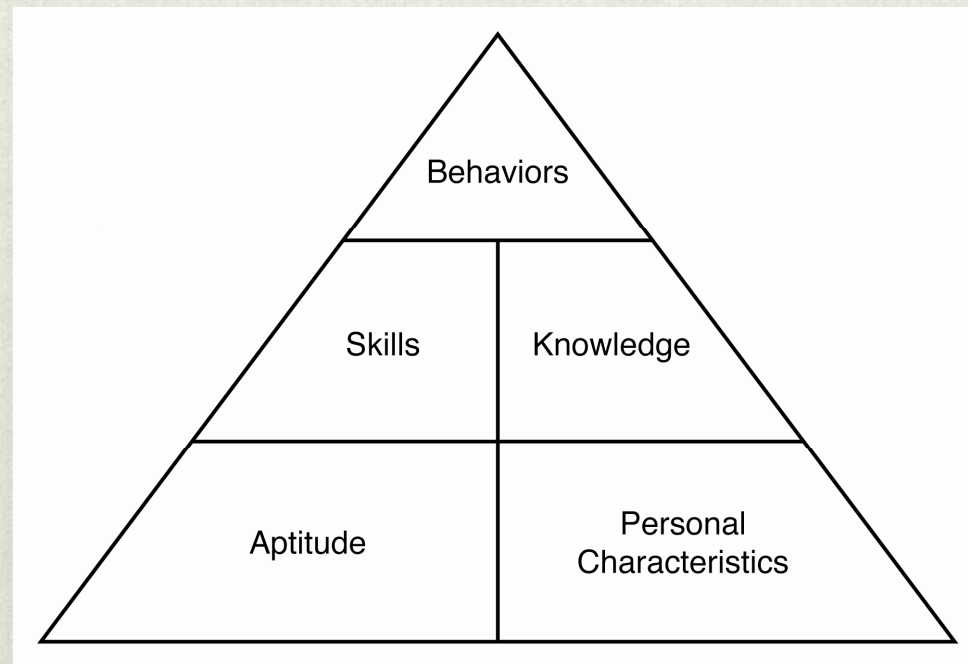 Behaviors
Skills
Knowledge
Aptitude
Personal
Characteristics